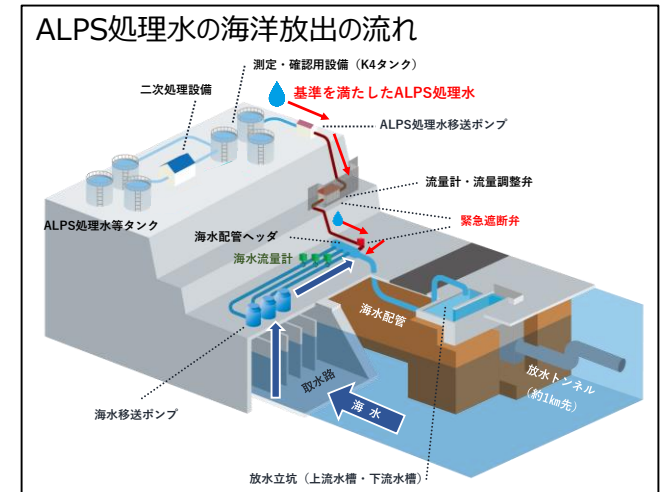 ALPS処理水の海洋放出の流れ
測定・確認用設備（K4タンク）
二次処理設備
基準を満たしたALPS処理水
ALPS処理水移送ポンプ
流量計・流量調整弁
ALPS処理水等タンク
緊急遮断弁
海水配管ヘッダ
海水流量計
海水配管
放水トンネル
（約1km先）
取水路
海水
海水移送ポンプ
放水立坑（上流水槽・下流水槽）